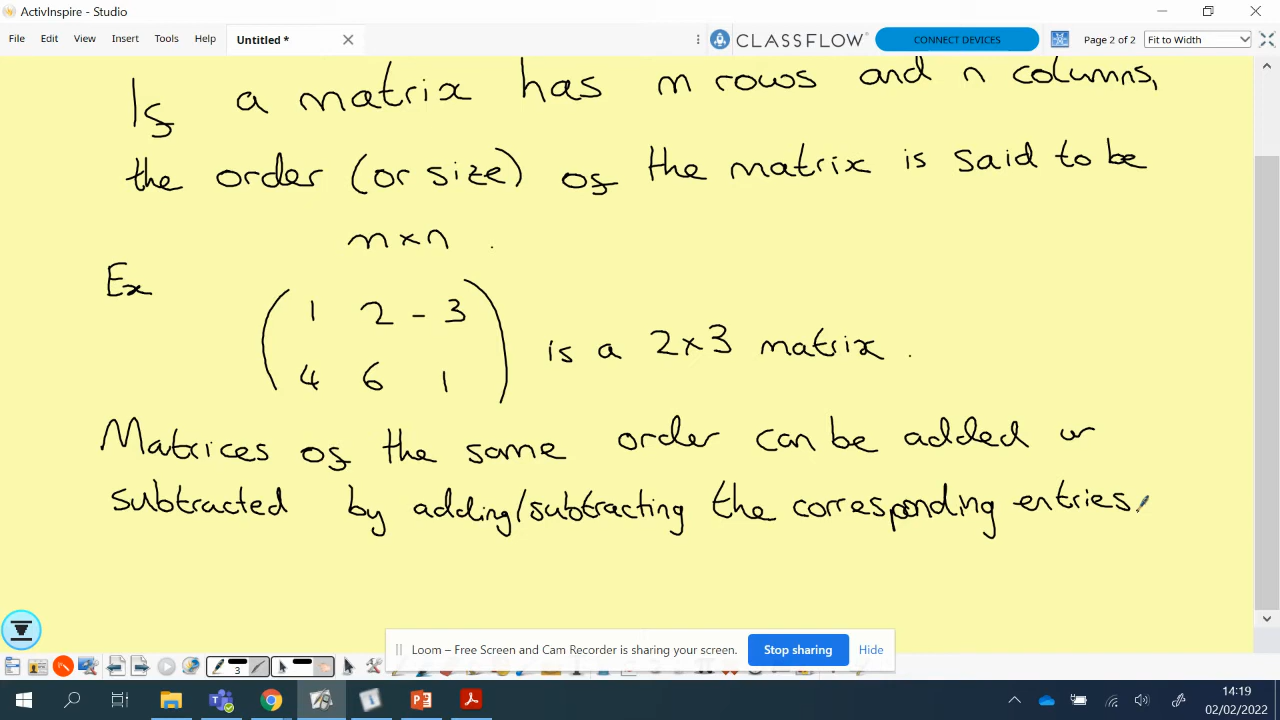 ActivInspire - Studio
File Edit View Insert Tools Help Untitled * CLASSFLOW CONNECT DEVICES Page 2 of 2 Fit to Width
If a matrix has m rows and n columns,
the order (or size) of the matrix is said to be
m×n .
Ex
1 2 -3
4 6 1
is a 2×3 matrix .
Matrices of the same order can be added or
subtracted by adding/subtracting the corresponding entries.
Loom – Free Screen and Cam Recorder is sharing your screen. Stop sharing Hide
3
14:19
02/02/2022